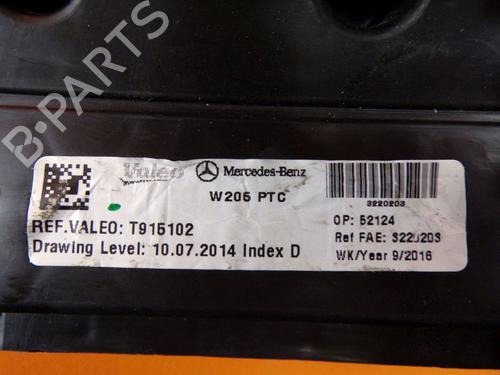 B-PARTS
Valeo
Mercedes-Benz
W205 PTC
3220203
REF.VALEO: T915102
OP: 52124
Drawing Level: 10.07.2014 Index D
Ref FAE: 3220203
WK/Year 9/2016